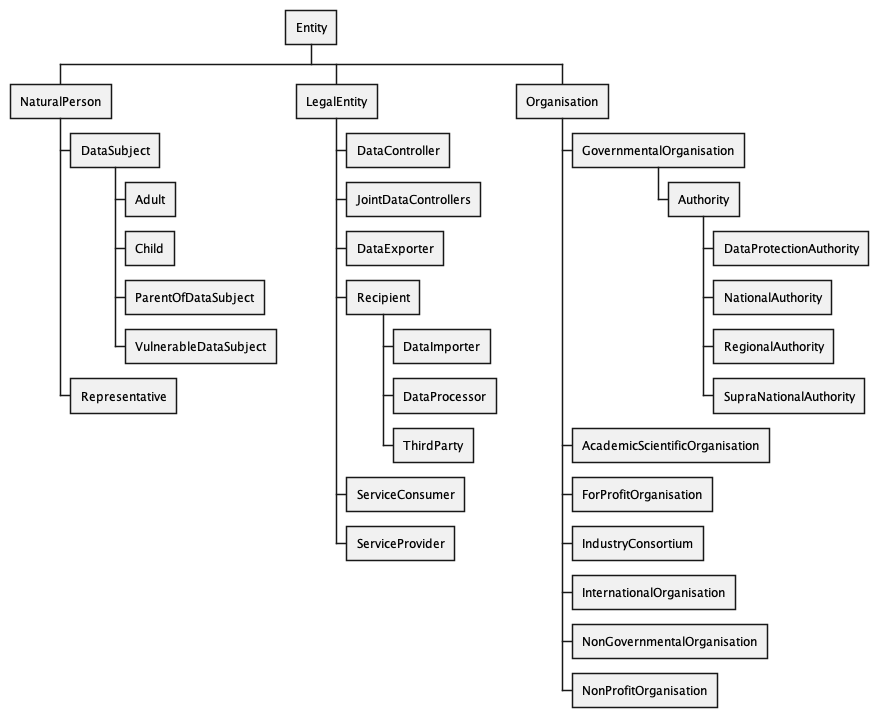 Entity
NaturalPerson
DataSubject
Adult
Child
ParentOfDataSubject
VulnerableDataSubject
Representative
LegalEntity
DataController
JointDataControllers
DataExporter
Recipient
DataImporter
DataProcessor
ThirdParty
ServiceConsumer
ServiceProvider
Organisation
GovernmentalOrganisation
Authority
DataProtectionAuthority
NationalAuthority
RegionalAuthority
SupraNationalAuthority
AcademicScientificOrganisation
ForProfitOrganisation
IndustryConsortium
InternationalOrganisation
NonGovernmentalOrganisation
NonProfitOrganisation